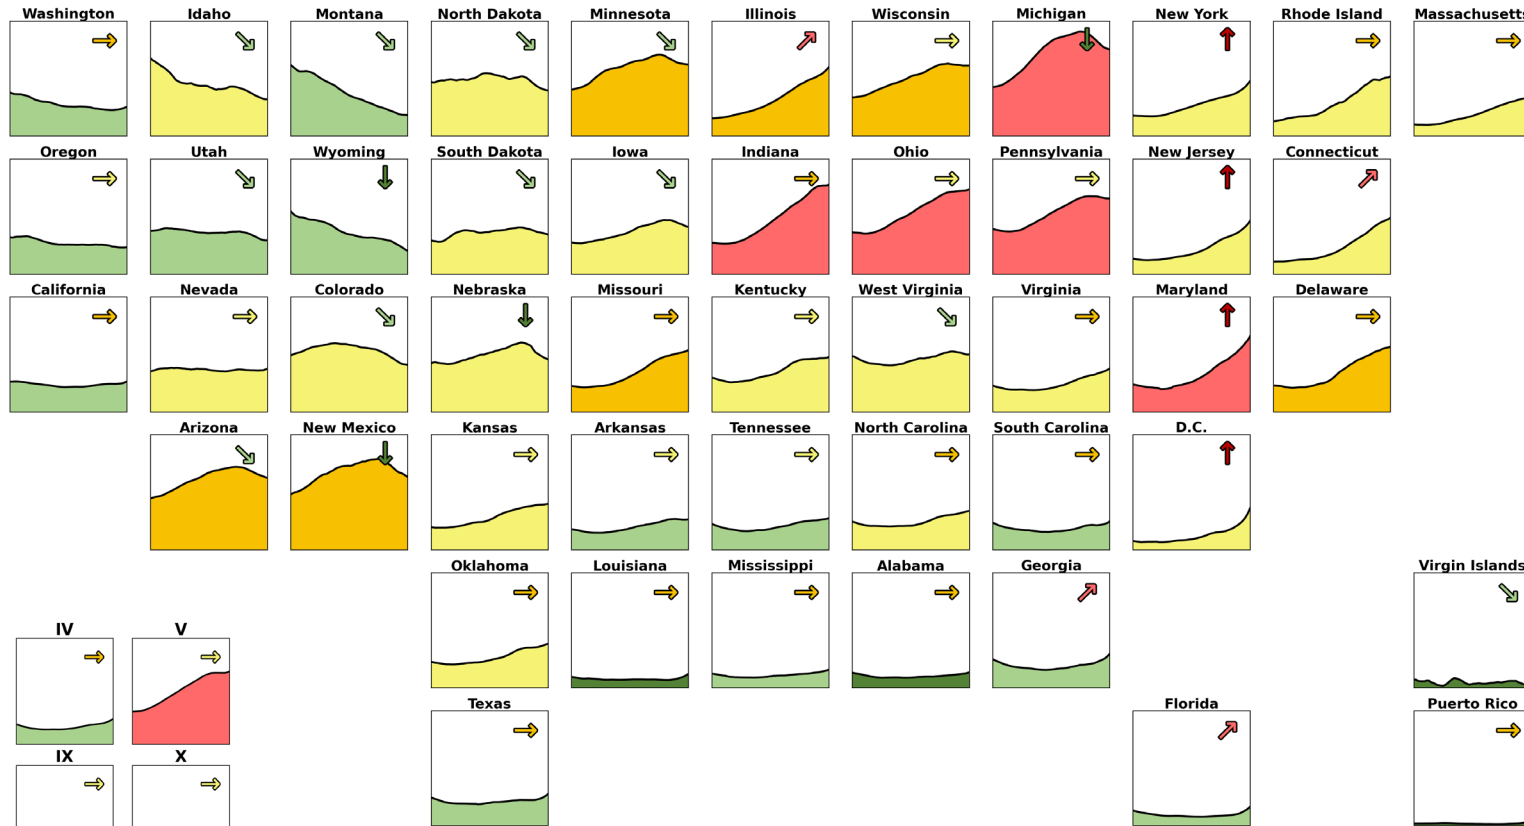 Washington Idaho Montana North Dakota Minnesota Illinois Wisconsin Michigan New York Rhode Island Massachusetts
Oregon Utah Wyoming South Dakota Iowa Indiana Ohio Pennsylvania New Jersey Connecticut
California Nevada Colorado Nebraska Missouri Kentucky West Virginia Virginia Maryland Delaware
Arizona New Mexico Kansas Arkansas Tennessee North Carolina South Carolina D.C.
Oklahoma Louisiana Mississippi Alabama Georgia Virgin Islands
IV V
Texas Florida Puerto Rico
IX X